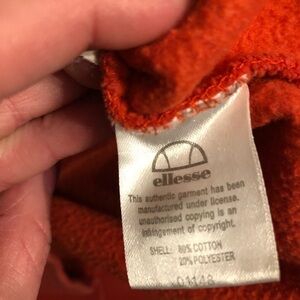 ellesse
This authentic garment has been
manufactured under license.
unauthorised copying is an
infringement of copyright.
SHELL: 80% COTTON
20% POLYESTER
01148